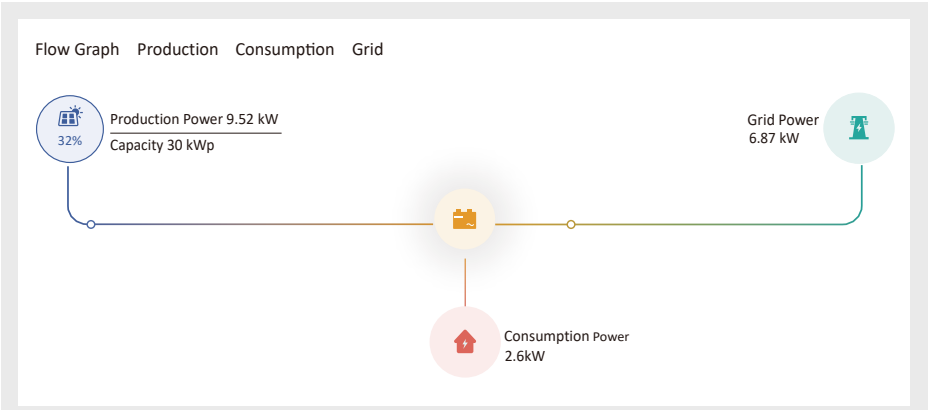 Flow Graph Production Consumption Grid
Production Power 9.52 kW
32%
Capacity 30 kWp
Grid Power
6.87 kW
Consumption Power
2.6kW